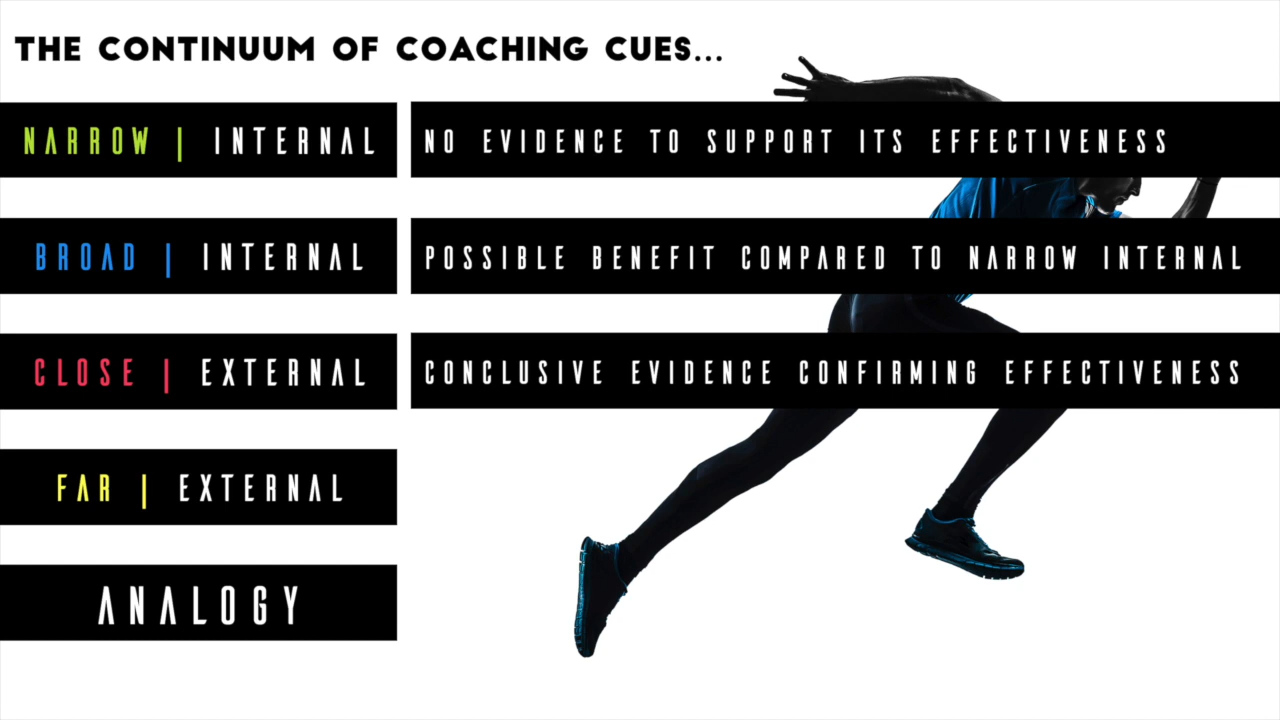 THE CONTINUUM OF COACHING CUES...
NARROW | INTERNAL
NO EVIDENCE TO SUPPORT ITS EFFECTIVENESS
BROAD | INTERNAL
POSSIBLE BENEFIT COMPARED TO NARROW INTERNAL
CLOSE | EXTERNAL
CONCLUSIVE EVIDENCE CONFIRMING EFFECTIVENESS
FAR | EXTERNAL
ANALOGY